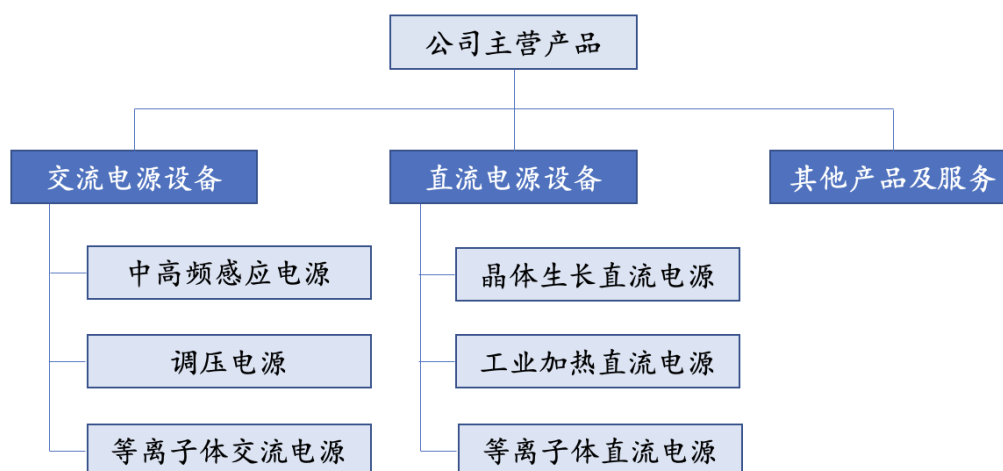 公司主营产品
交流电源设备
直流电源设备
其他产品及服务
中高频感应电源
晶体生长直流电源
调压电源
工业加热直流电源
等离子体交流电源
等离子体直流电源